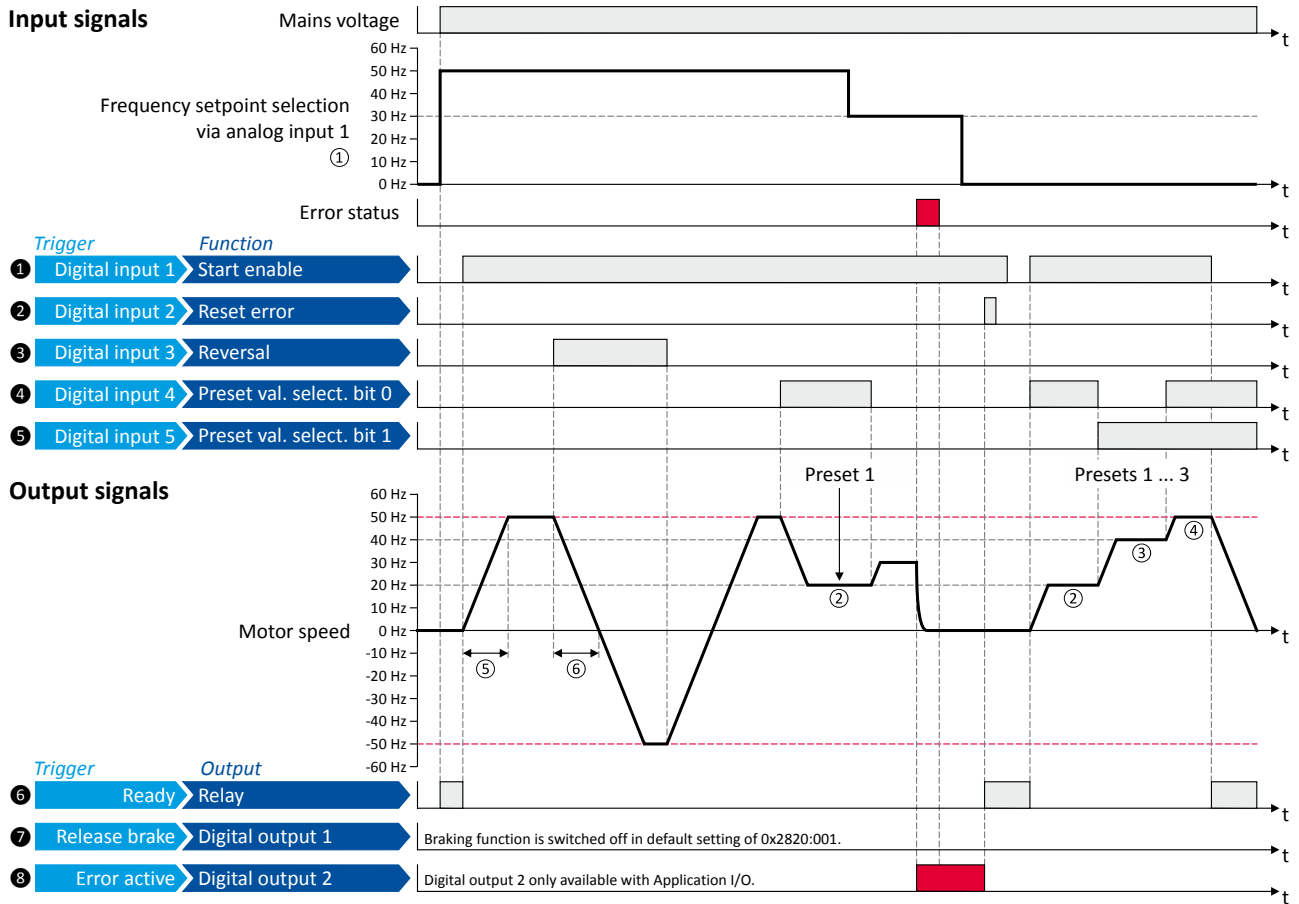 Input signals
Mains voltage
t
60 Hz
50 Hz
30 Hz
20 Hz
10 Hz
0 Hz
Frequency setpoint selection
via analog input 1
①
t
Error status
t
Trigger Function
❶ Digital input 1 Start enable
t
❷ Digital input 2 Reset error
t
❸ Digital input 3 Reversal
t
❹ Digital input 4 Preset val. select. bit 0
t
❺ Digital input 5 Preset val. select. bit 1
t
Output signals
Preset 1
Presets 1 ... 3
60 Hz
50 Hz
40 Hz
30 Hz
20 Hz
10 Hz
0 Hz
-10 Hz
-20 Hz
-30 Hz
-40 Hz
-50 Hz
-60 Hz
Motor speed
② ② ③ ④
⑤ ⑥
t
Trigger Output
❻ Ready Relay
t
❼ Release brake Digital output 1
Braking function is switched off in default setting of 0x2820:001.
t
❽ Error active Digital output 2
Digital output 2 only available with Application I/O.
t